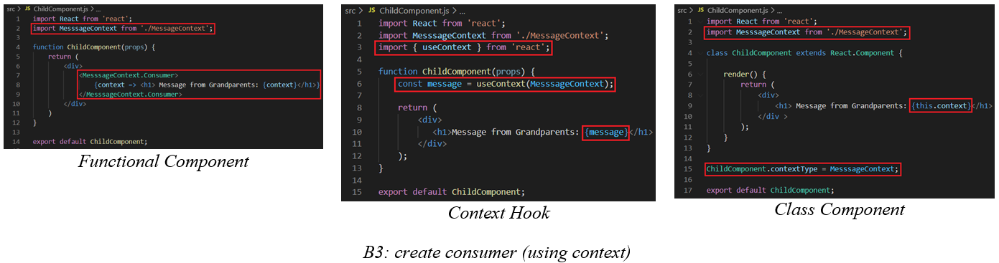 src > JS ChildComponent.js > ...
1 import React from 'react';
2 import MesssageContext from './MessageContext';
3
4 function ChildComponent(props) {
5 return (
6 <div>
7 <MesssageContext.Consumer>
8 {context => <h1> Message from Grandparents: {context}</h1>}
9 </MesssageContext.Consumer>
10 </div>
11 )
12 }
13
14 export default ChildComponent;
Functional Component
src > JS ChildComponent.js > ...
1 import React from 'react';
2 import MesssageContext from './MessageContext';
3 import { useContext } from 'react';
4
5 function ChildComponent(props) {
6 const message = useContext(MesssageContext);
7
8 return (
9 <div>
10 <h1>Message from Grandparents: {message}</h1>
11 </div>
12 );
13 }
14
15 export default ChildComponent;
Context Hook
src > JS ChildComponent.js > ...
1 import React from 'react';
2 import MesssageContext from './MessageContext';
3
4 class ChildComponent extends React.Component {
5
6 render() {
7 return (
8 <div>
9 <h1> Message from Grandparents: {this.context}</h1>
10 </div >
11 );
12 }
13 }
14
15 ChildComponent.contextType = MesssageContext;
16
17 export default ChildComponent;
Class Component
B3: create consumer (using context)